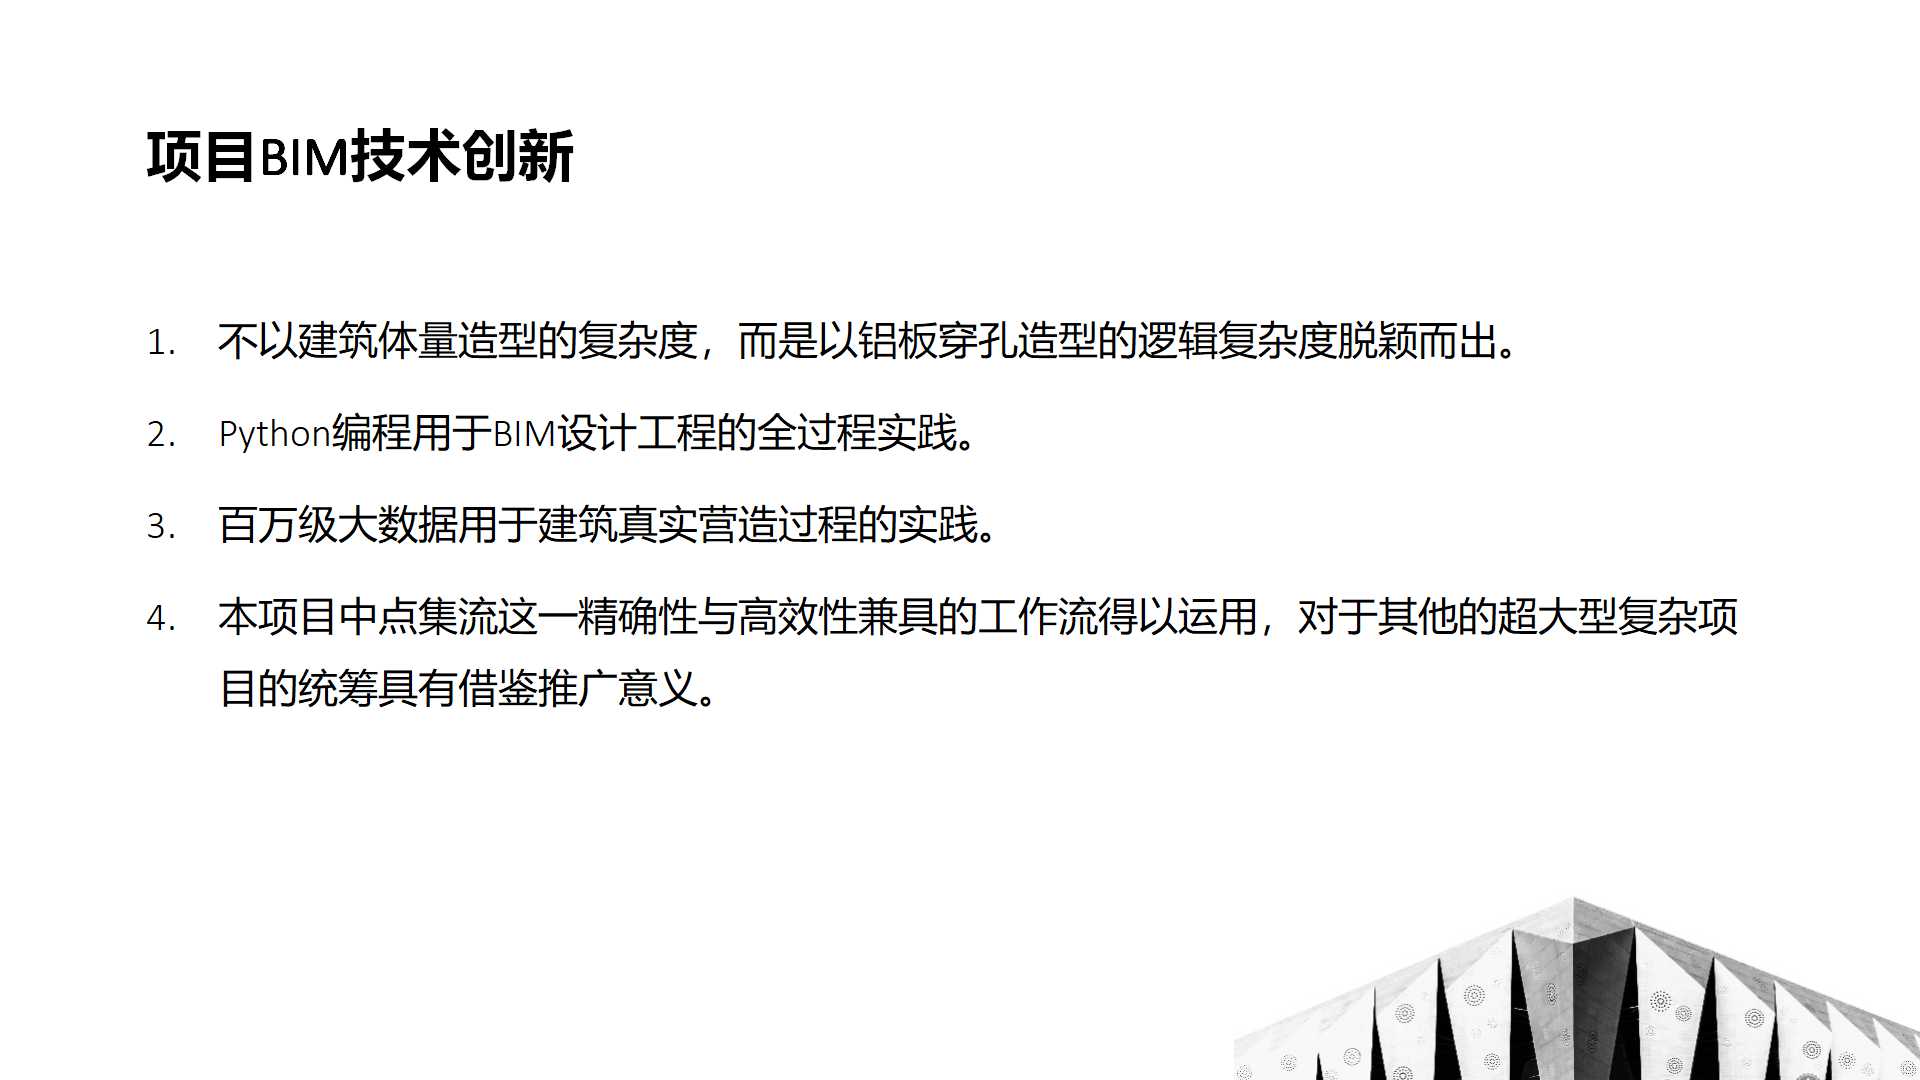 项目BIM技术创新
1. 不以建筑体量造型的复杂度，而是以铝板穿孔造型的逻辑复杂度脱颖而出。
2. Python编程用于BIM设计工程的全过程实践。
3. 百万级大数据用于建筑真实营造过程的实践。
4. 本项目中点集流这一精确性与高效性兼具的工作流得以运用，对于其他的超大型复杂项
目的统筹具有借鉴推广意义。